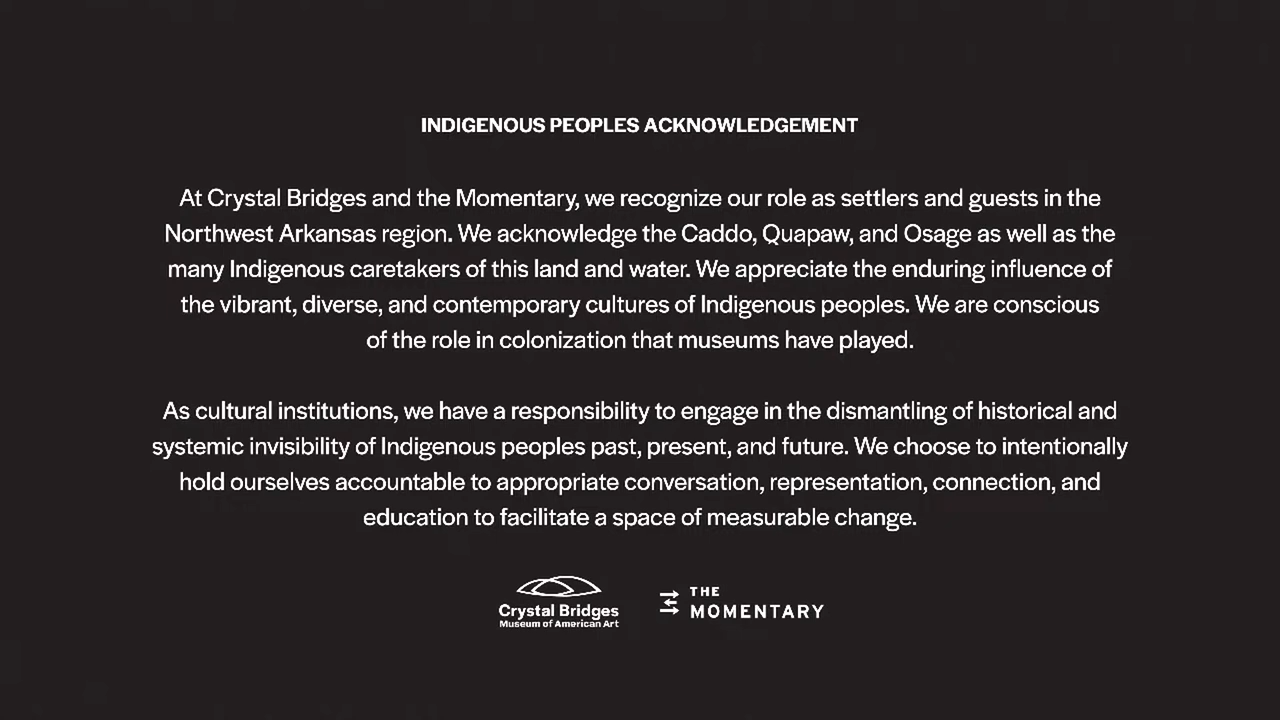 INDIGENOUS PEOPLES ACKNOWLEDGEMENT
At Crystal Bridges and the Momentary, we recognize our role as settlers and guests in the
Northwest Arkansas region. We acknowledge the Caddo, Quapaw, and Osage as well as the
many Indigenous caretakers of this land and water. We appreciate the enduring influence of
the vibrant, diverse, and contemporary cultures of Indigenous peoples. We are conscious
of the role in colonization that museums have played.
As cultural institutions, we have a responsibility to engage in the dismantling of historical and
systemic invisibility of Indigenous peoples past, present, and future. We choose to intentionally
hold ourselves accountable to appropriate conversation, representation, connection, and
education to facilitate a space of measurable change.
Crystal Bridges
Museum of American Art
THE
MOMENTARY